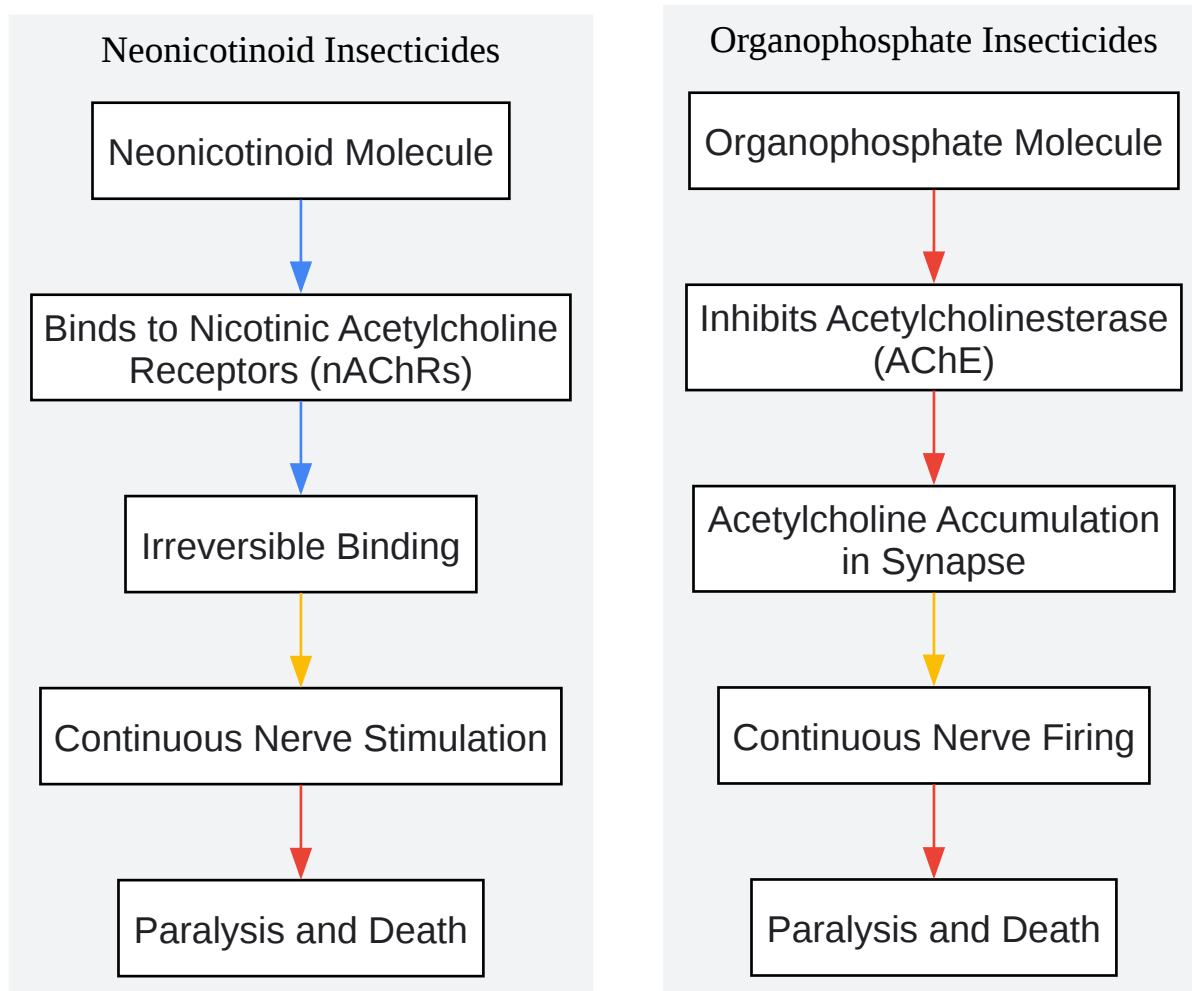 Neonicotinoid Insecticides
Neonicotinoid Molecule
Binds to Nicotinic Acetylcholine
Receptors (nAChRs)
Irreversible Binding
Continuous Nerve Stimulation
Paralysis and Death
Organophosphate Insecticides
Organophosphate Molecule
Inhibits Acetylcholinesterase
(AChE)
Acetylcholine Accumulation
in Synapse
Continuous Nerve Firing
Paralysis and Death